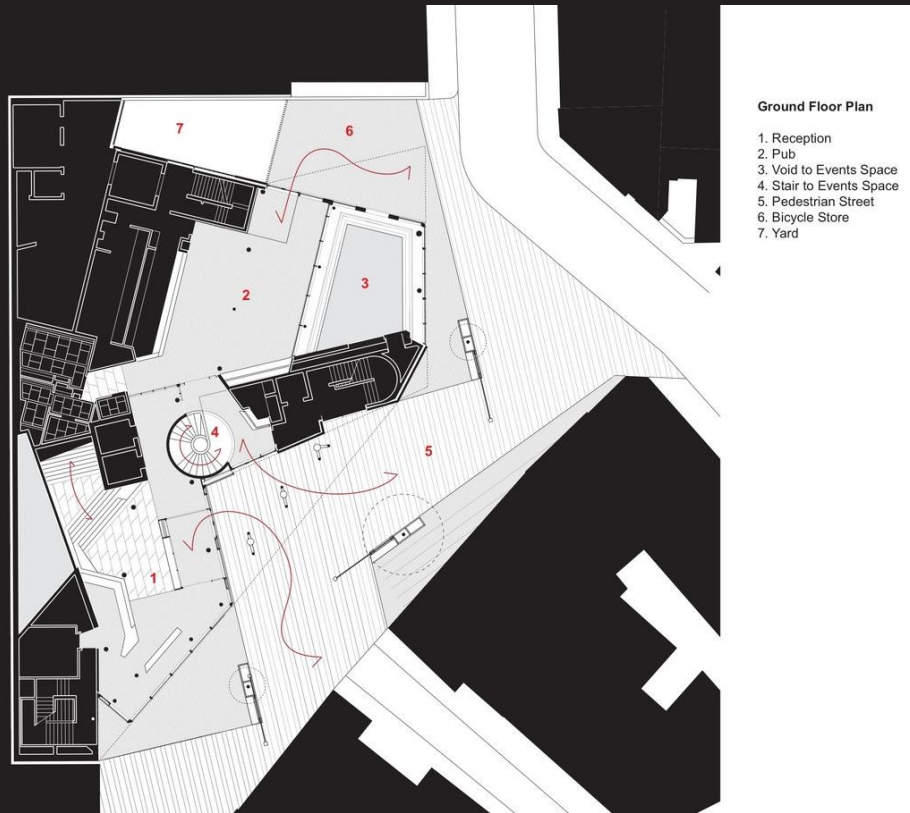 Ground Floor Plan
1. Reception
2. Pub
3. Void to Events Space
4. Stair to Events Space
5. Pedestrian Street
6. Bicycle Store
7. Yard
7
6
3
2
4
5
1